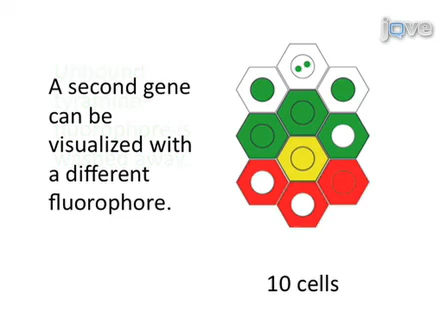 jove
A second gene
can be
visualized with
a different
fluorophore.
10 cells